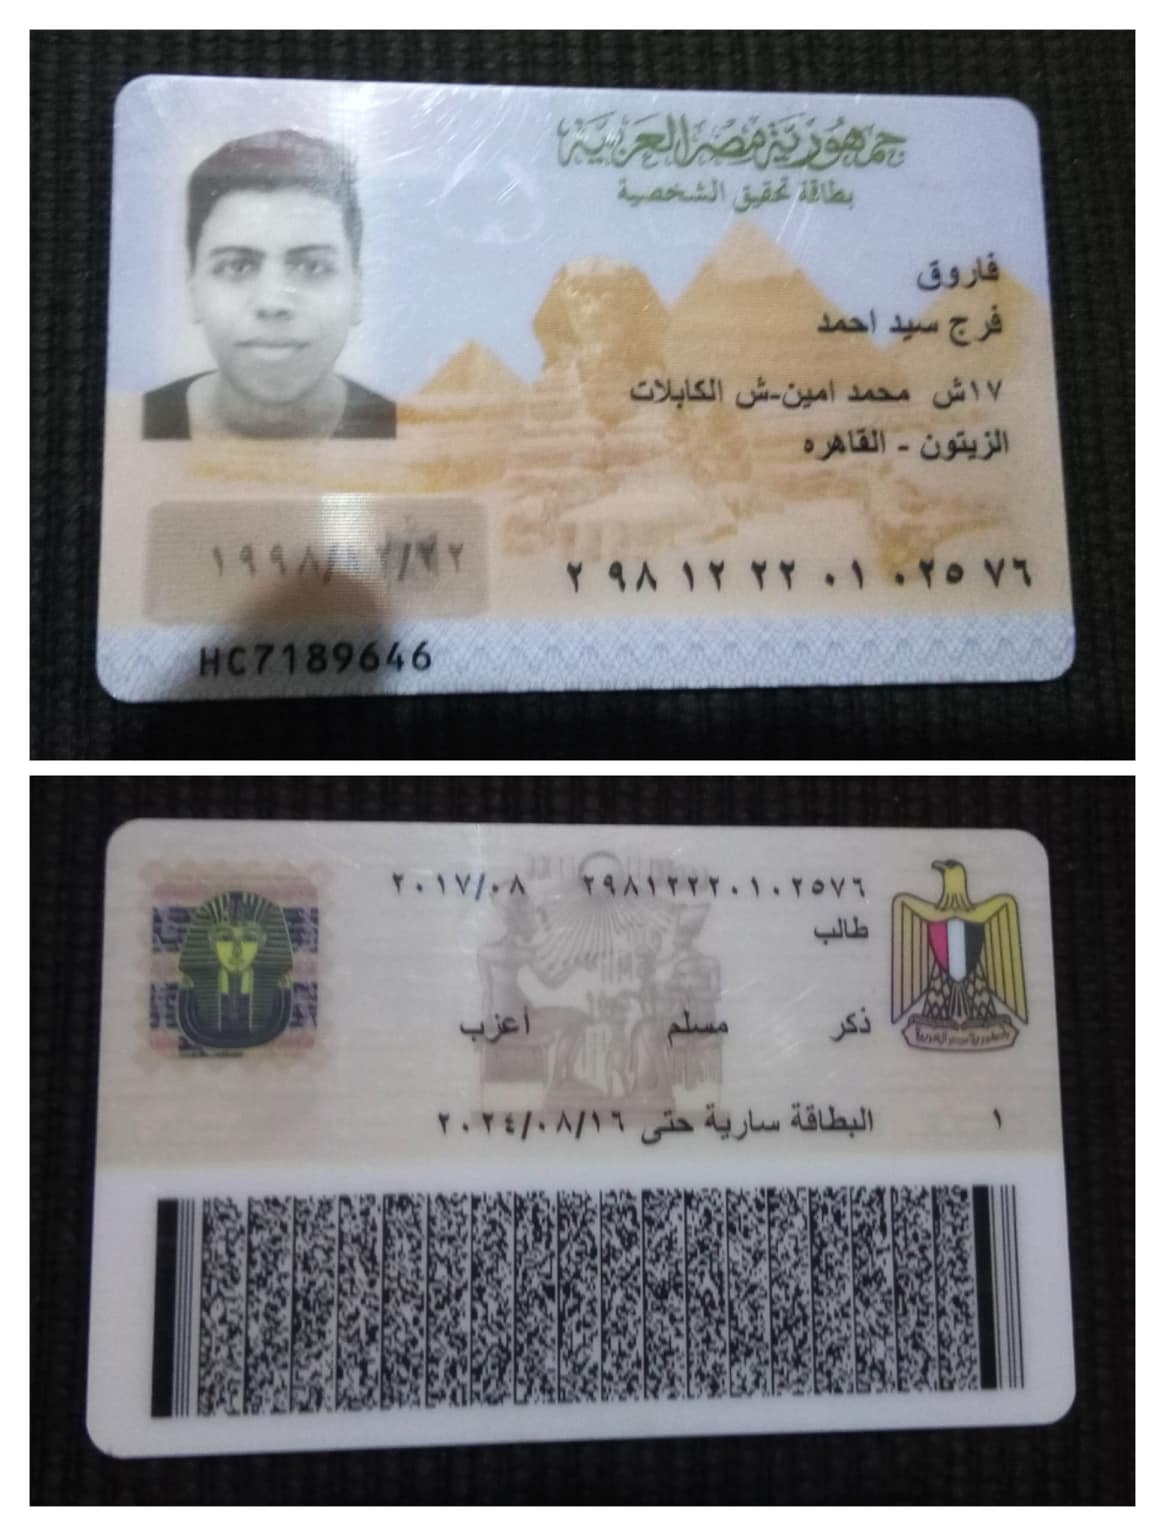 جمهورية مصر العربية
بطاقة تحقيق الشخصية
فاروق
فرج سيد احمد
١٧ش محمد امين-ش الكابلات
الزيتون - القاهره
٢ ٩٨ ١٢ ٢٢ ٠١ ٠٢٥ ٧٦
١٩٩٨/١٢/٢٢
HC7189646
٢٩٨١٢٢٢٠١٠٢٥٧٦ ٢٠١٧/٠٨
طالب
ذكر مسلم أعزب
١ البطاقة سارية حتى ٢٠٢٤/٠٨/١٦